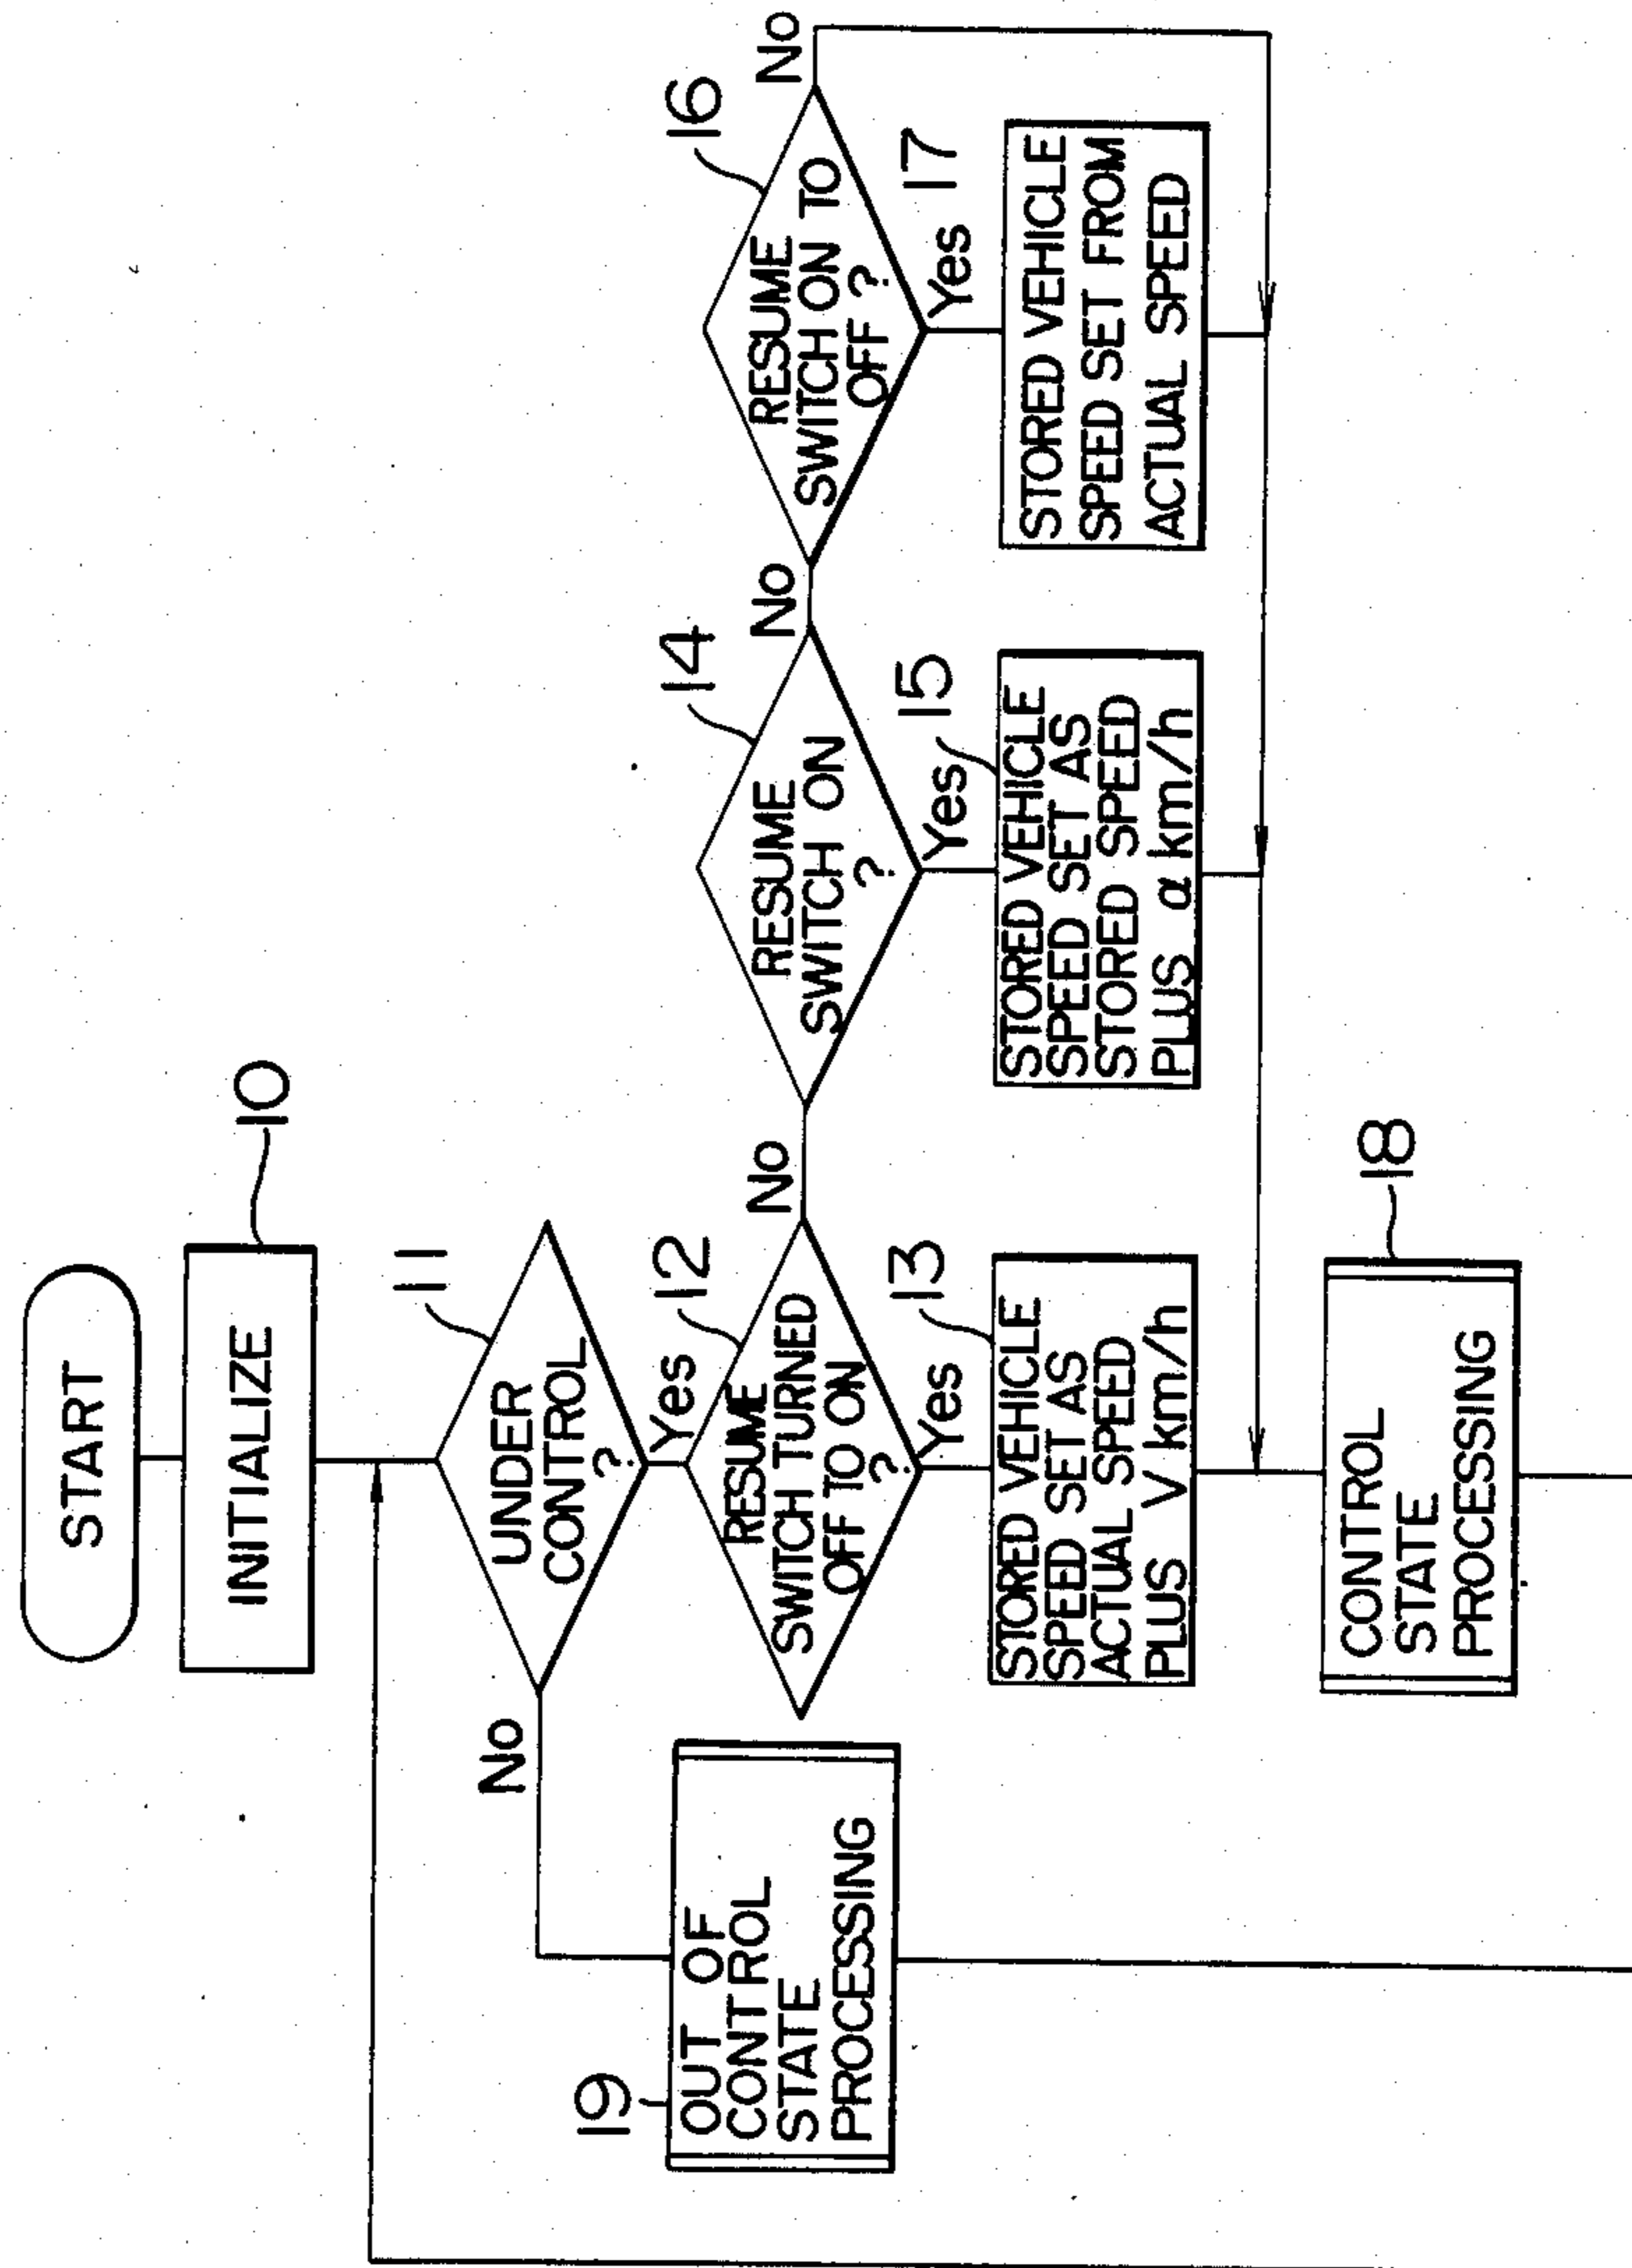 START
INITIALIZE
10
UNDER
CONTROL
?
11
No
Yes
RESUME
SWITCH TURNED
OFF TO ON
?
12
No
Yes
STORED VEHICLE
SPEED SET AS
ACTUAL SPEED
PLUS V km/h
13
RESUME
SWITCH ON
?
14
No
Yes
STORED VEHICLE
SPEED SET AS
STORED SPEED
PLUS α km/h
15
RESUME
SWITCH ON TO
OFF ?
16
No
Yes
STORED VEHICLE
SPEED SET FROM
ACTUAL SPEED
17
CONTROL
STATE
PROCESSING
18
OUT OF
CONTROL
STATE
PROCESSING
19